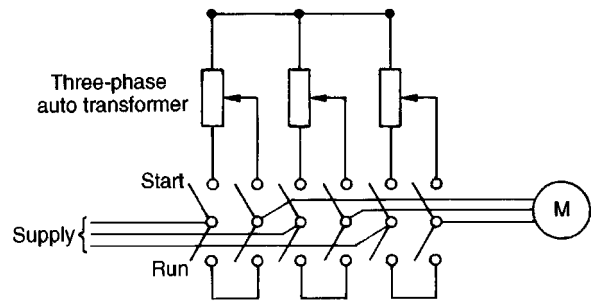 Three-phase
auto transformer
Start
M
Supply
Run